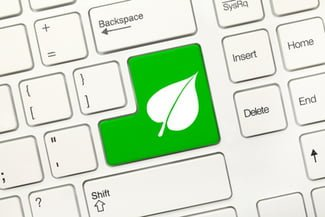 SysRq
Backspace
+
=
Insert
Home
{
[
}
]
Delete
End
"
'
Shift
?